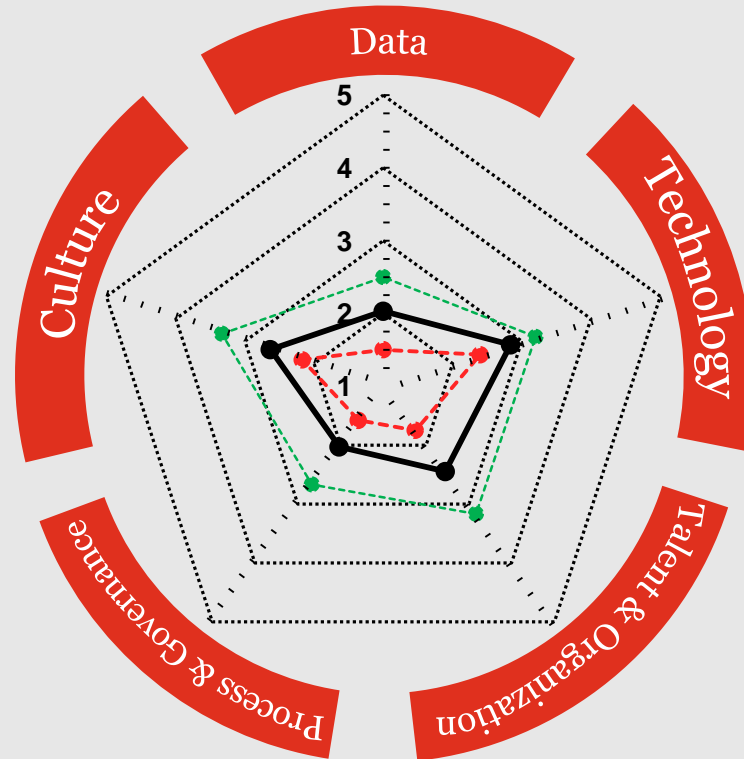 Data
Technology
Talent & Organization
Process & Governance
Culture
5
4
3
2
1